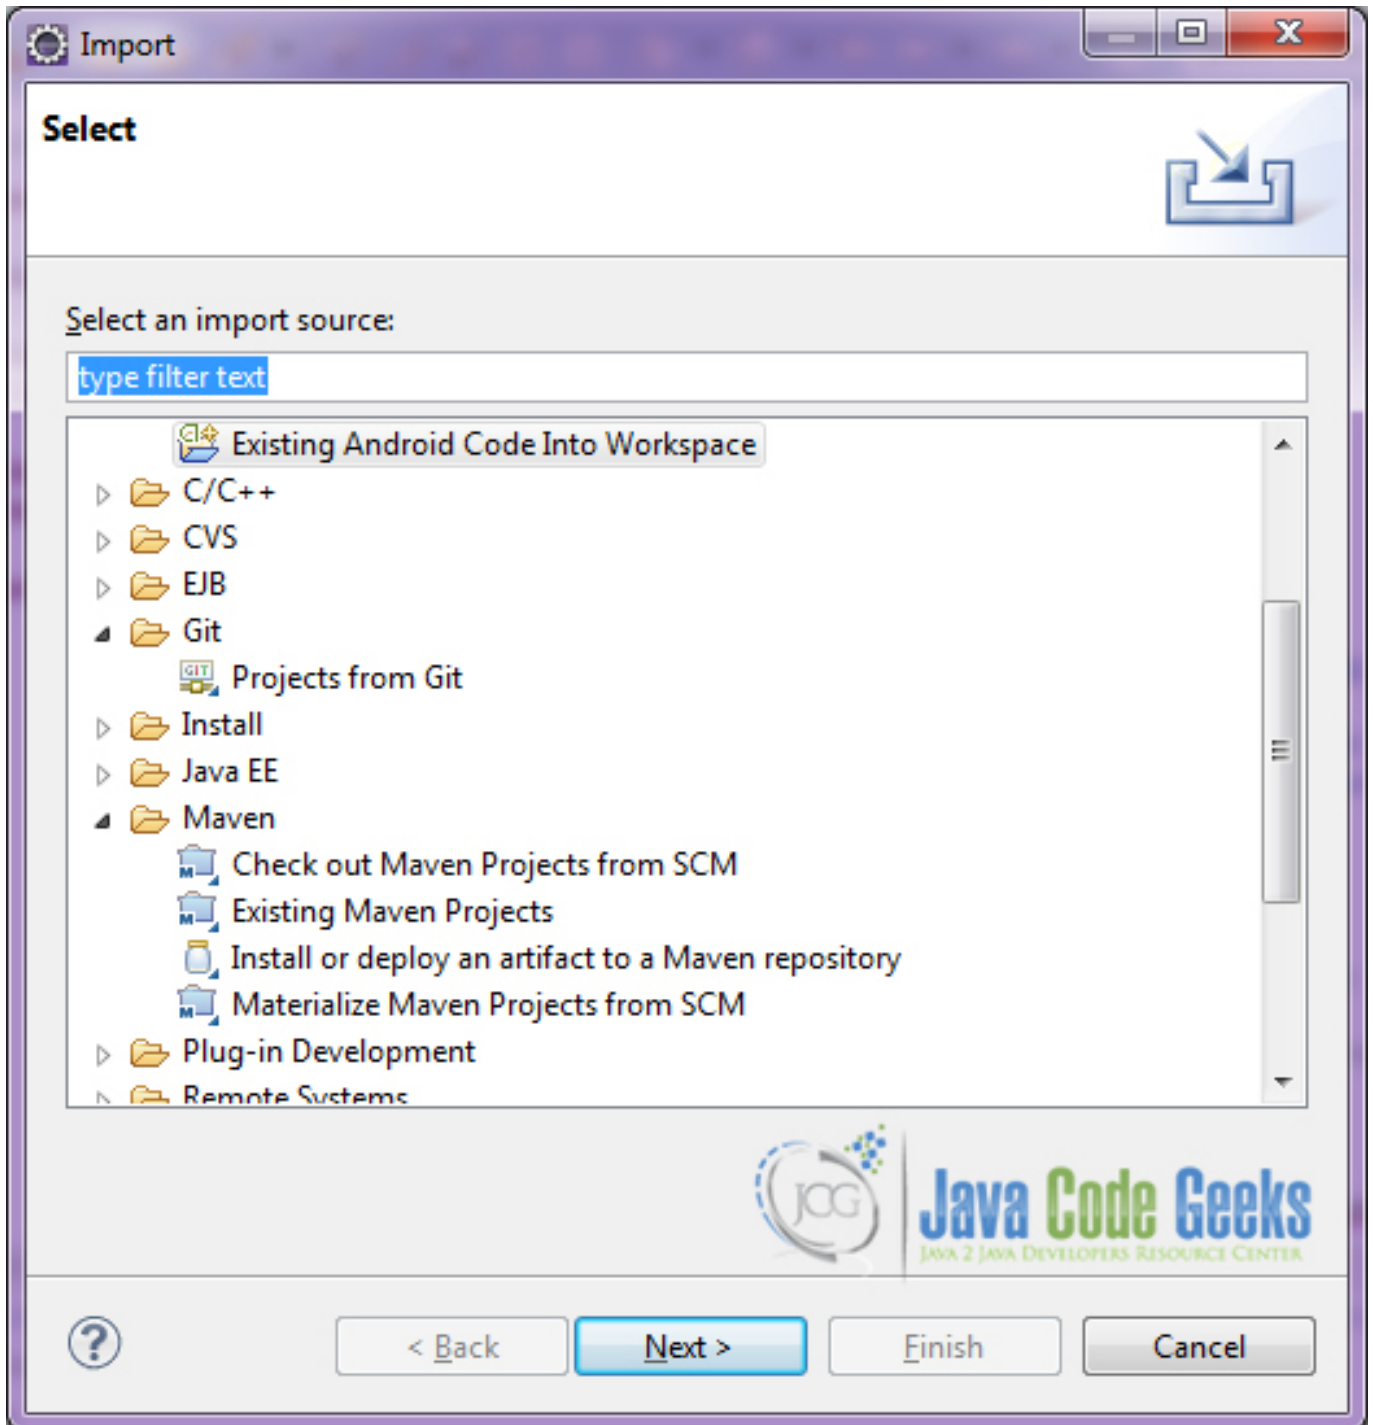 Import
Select
Select an import source:
type filter text
Existing Android Code Into Workspace
C/C++
CVS
EJB
Git
GIT
Projects from Git
Install
Java EE
Maven
M
Check out Maven Projects from SCM
M
Existing Maven Projects
Install or deploy an artifact to a Maven repository
M
Materialize Maven Projects from SCM
Plug-in Development
Remote Systems
JCG
Java Code Geeks
JAVA 2 JAVA DEVELOPERS RESOURCE CENTER
?
< Back
Next >
Finish
Cancel